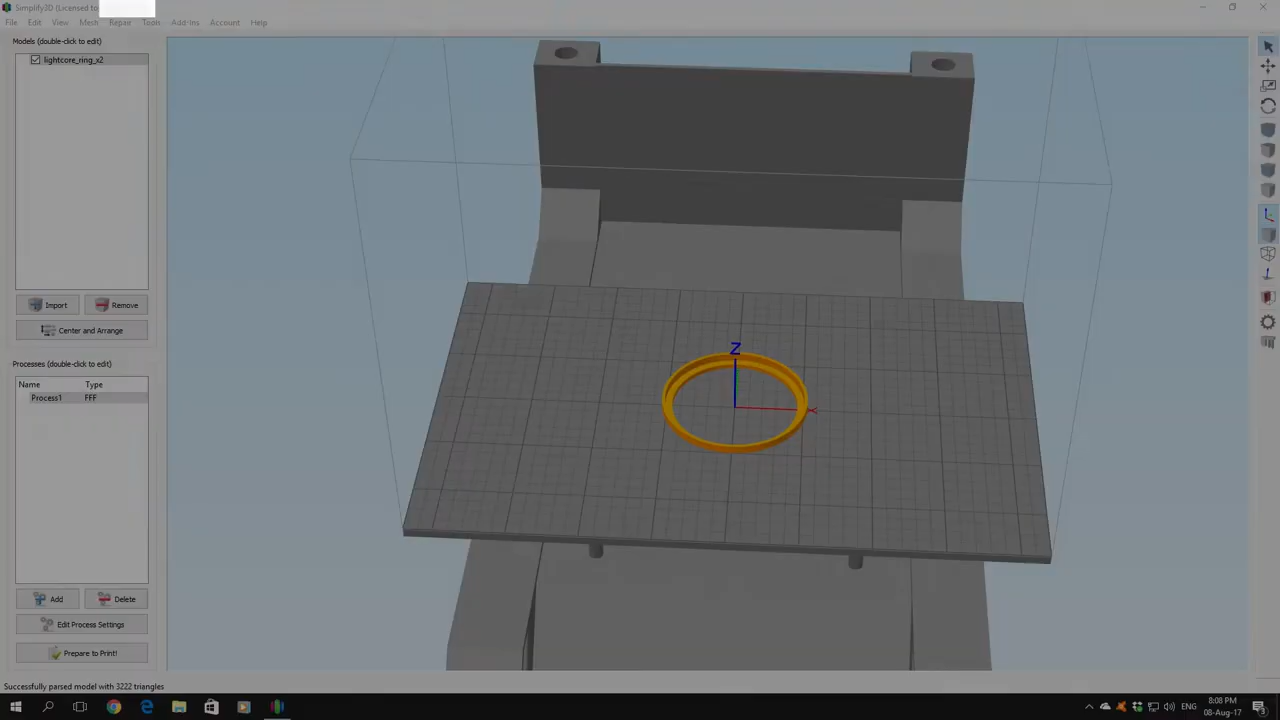 Simplify3D (Licensed to
File Edit View Mesh Repair Tools Add-Ins Account Help
Models (double-click to edit)
lightcore_ring_x2
Import Remove
Center and Arrange
Processes (double-click to edit)
Name Type
Process1 FFF
Add Delete
Edit Process Settings
Prepare to Print!
Z
Successfully parsed model with 3222 triangles
ENG
8:08 PM
08-Aug-17